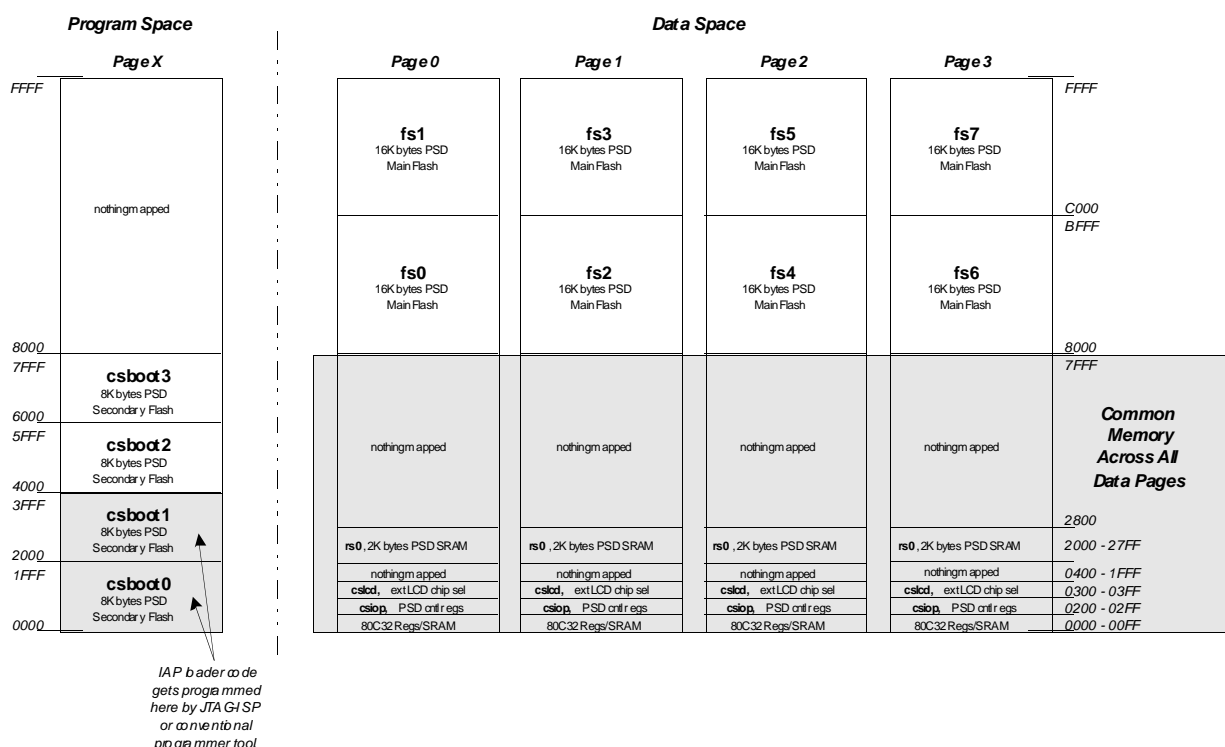 Program Space
Data Space
Page X
Page 0
Page 1
Page 2
Page 3
FFFF
FFFF
fs1
16K bytes PSD
Main Flash
fs3
16K bytes PSD
Main Flash
fs5
16K bytes PSD
Main Flash
fs7
16K bytes PSD
Main Flash
nothing mapped
C000
BFFF
fs0
16K bytes PSD
Main Flash
fs2
16K bytes PSD
Main Flash
fs4
16K bytes PSD
Main Flash
fs6
16K bytes PSD
Main Flash
8000
7FFF
8000
7FFF
csboot3
8K bytes PSD
Secondary Flash
6000
5FFF
csboot2
8K bytes PSD
Secondary Flash
4000
3FFF
csboot1
8K bytes PSD
Secondary Flash
2000
1FFF
csboot0
8K bytes PSD
Secondary Flash
0000
nothing mapped
nothing mapped
nothing mapped
nothing mapped
Common
Memory
Across All
Data Pages
2800
rs0, 2K bytes PSD SRAM
rs0, 2K bytes PSD SRAM
rs0, 2K bytes PSD SRAM
rs0, 2K bytes PSD SRAM
2000 - 27FF
nothing mapped
nothing mapped
nothing mapped
nothing mapped
0400 - 1FFF
cslcd, ext LCD chip sel
cslcd, ext LCD chip sel
cslcd, ext LCD chip sel
cslcd, ext LCD chip sel
0300 - 03FF
csiop, PSD cntlr regs
csiop, PSD cntlr regs
csiop, PSD cntlr regs
csiop, PSD cntlr regs
0200 - 02FF
80C32 Regs/SRAM
80C32 Regs/SRAM
80C32 Regs/SRAM
80C32 Regs/SRAM
0000 - 00FF
IAP loader code
gets programmed
here by JTAG-ISP
or conventional
programmer tool